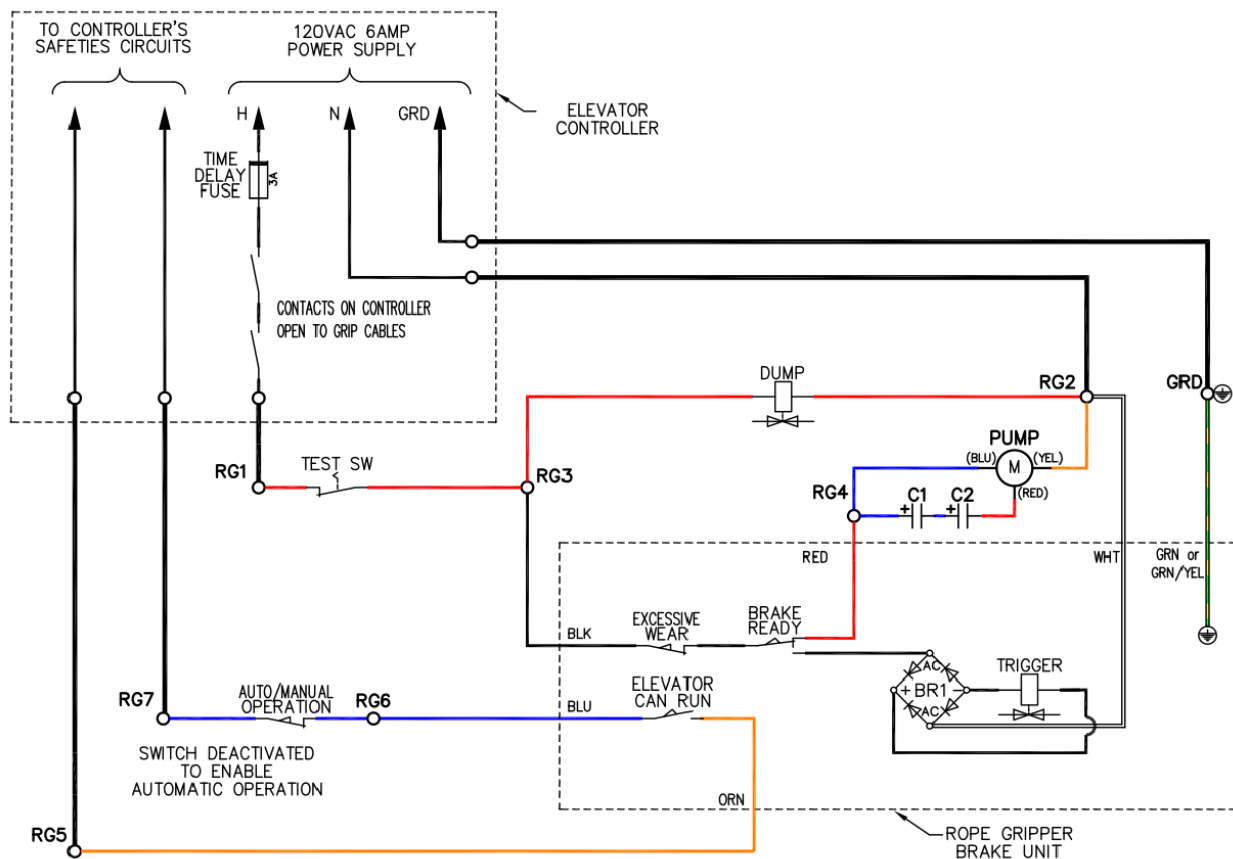 TO CONTROLLER'S
SAFETIES CIRCUITS
120VAC 6AMP
POWER SUPPLY
H
N
GRD
ELEVATOR
CONTROLLER
TIME
DELAY
FUSE
3A
CONTACTS ON CONTROLLER
OPEN TO GRIP CABLES
DUMP
RG2
GRD
PUMP
(BLU)
M
(YEL)
(RED)
RG1
TEST SW
RG3
RG4
+
C1
+
C2
RED
WHT
GRN or
GRN/YEL
BLK
EXCESSIVE
WEAR
BRAKE
READY
AC
+ BR1 -
AC
TRIGGER
RG7
AUTO/MANUAL
OPERATION
RG6
BLU
ELEVATOR
CAN RUN
SWITCH DEACTIVATED
TO ENABLE
AUTOMATIC OPERATION
ORN
RG5
ROPE GRIPPER
BRAKE UNIT